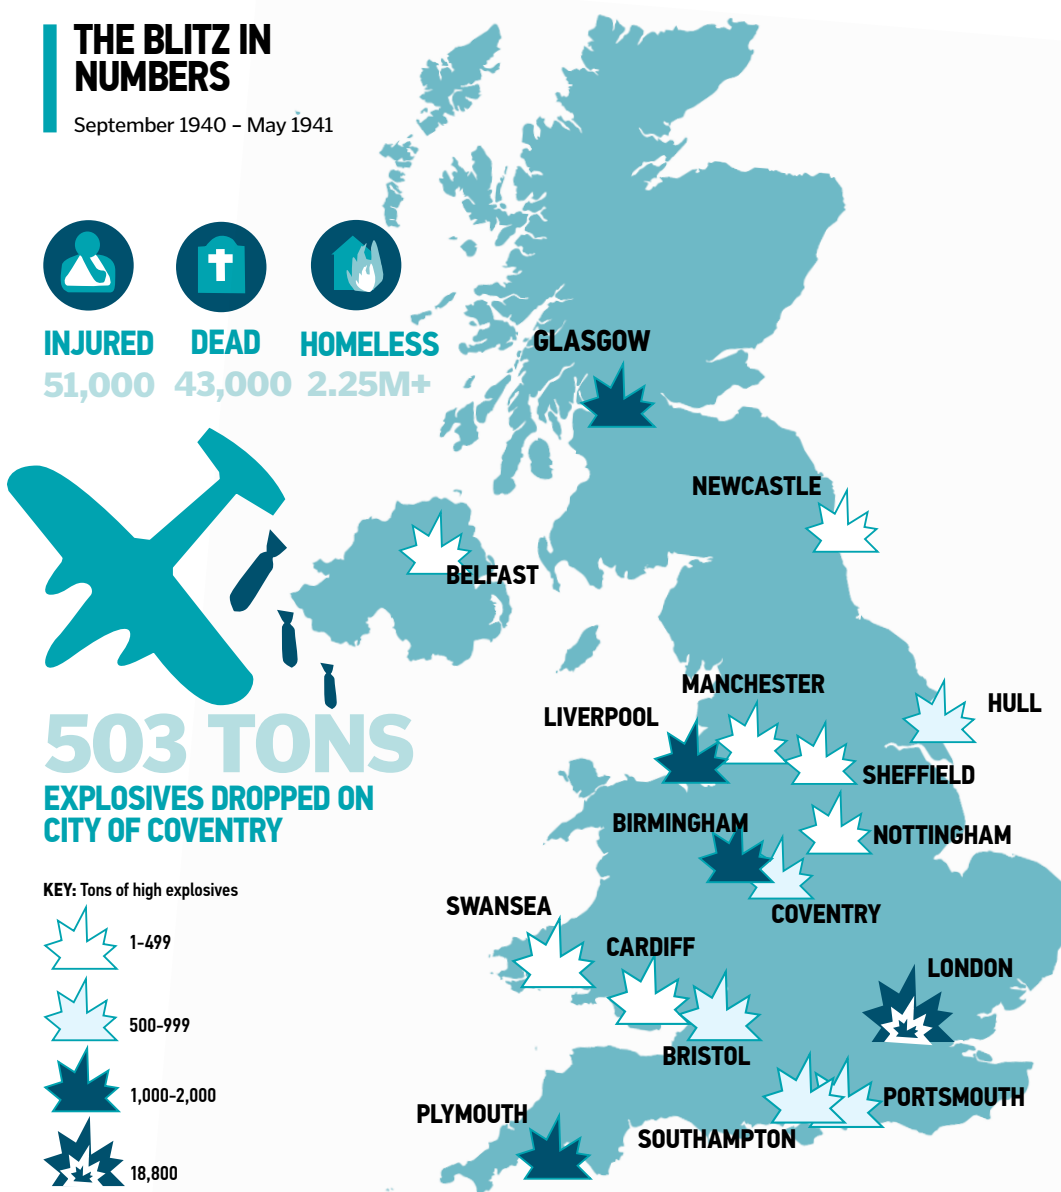 THE BLITZ IN
NUMBERS
September 1940 – May 1941
INJURED
51,000
DEAD
43,000
HOMELESS
2.25M+
503 TONS
EXPLOSIVES DROPPED ON
CITY OF COVENTRY
KEY: Tons of high explosives
1-499
500-999
1,000-2,000
18,800
GLASGOW
NEWCASTLE
BELFAST
MANCHESTER
LIVERPOOL
HULL
SHEFFIELD
BIRMINGHAM
NOTTINGHAM
COVENTRY
SWANSEA
CARDIFF
LONDON
BRISTOL
PORTSMOUTH
PLYMOUTH
SOUTHAMPTON